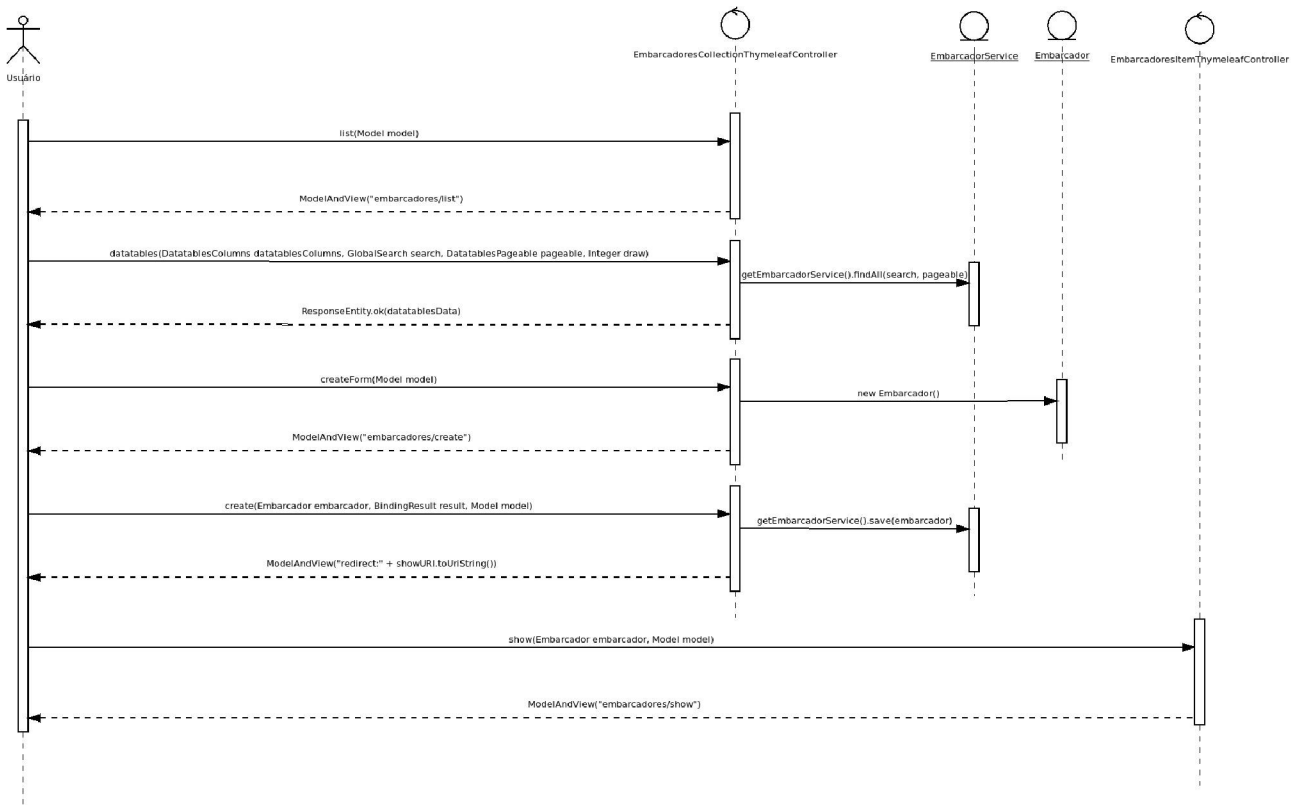 Usuário
EmbarcadoresCollectionThymeleafController
EmbarcadorService
Embarcador
EmbarcadoresItemThymeleafController
list(Model model)
ModelAndView("embarcadores/list")
datatables(DatatablesColumns datatablesColumns, GlobalSearch search, DatatablesPageable pageable, Integer draw)
getEmbarcadorService().findAll(search, pageable)
ResponseEntity.ok(datatablesData)
createForm(Model model)
new Embarcador()
ModelAndView("embarcadores/create")
create(Embarcador embarcador, BindingResult result, Model model)
getEmbarcadorService().save(embarcador)
ModelAndView("redirect:" + showURI.toUriString())
show(Embarcador embarcador, Model model)
ModelAndView("embarcadores/show")